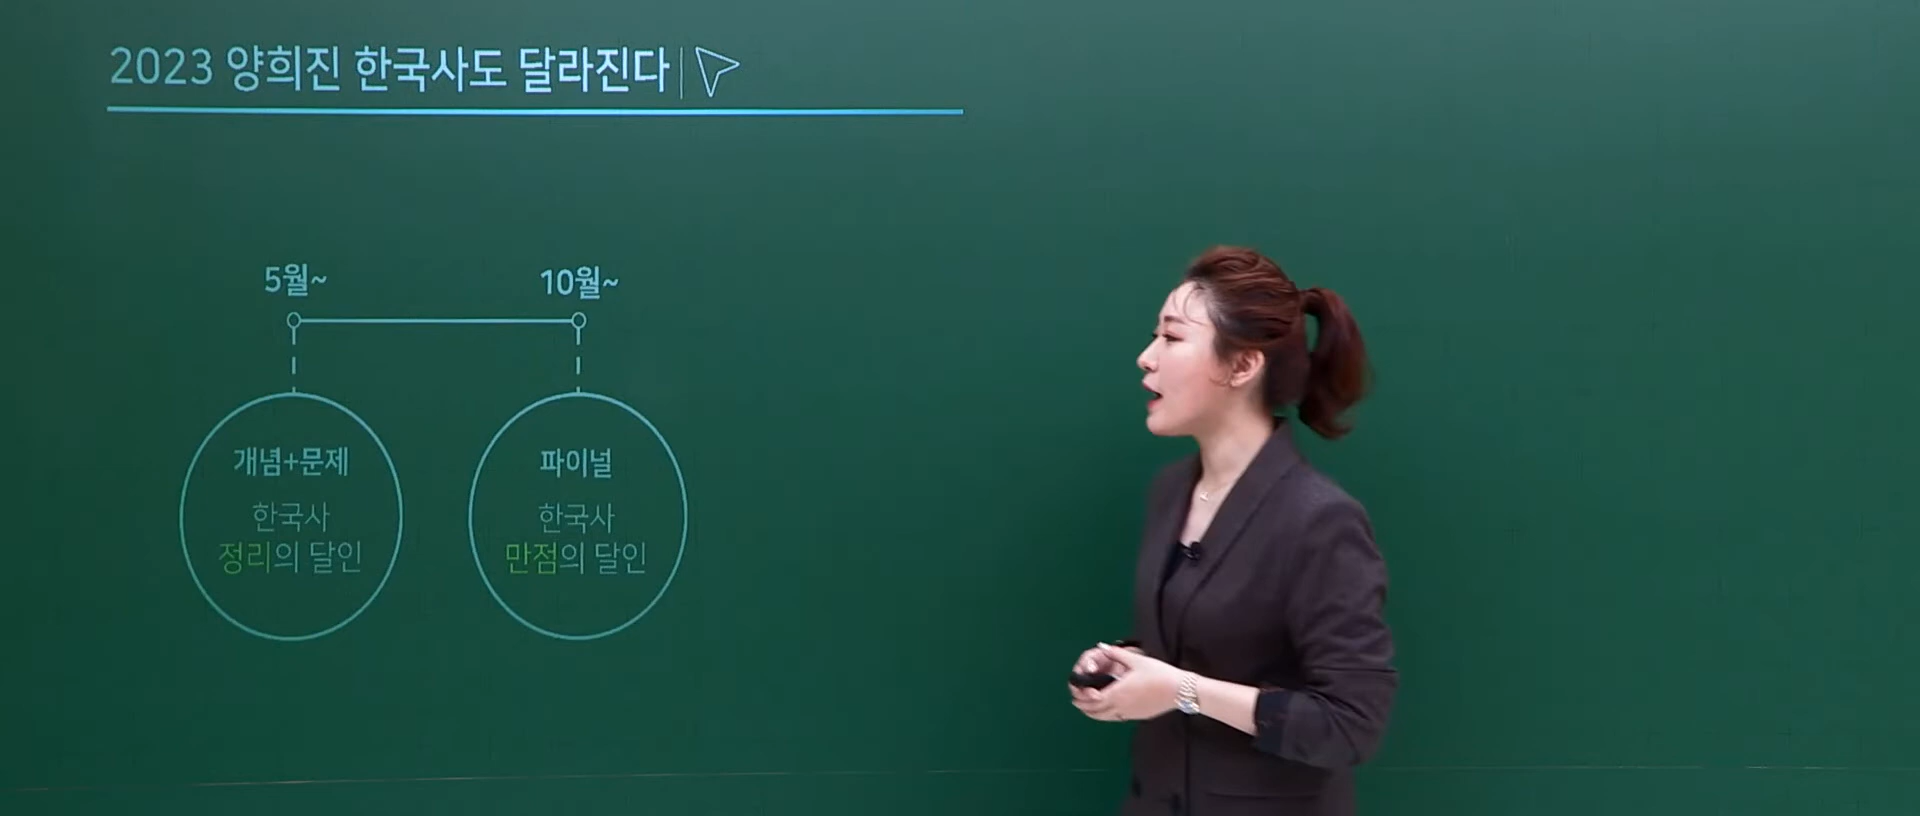 2023 양희진 한국사도 달라진다
5월~
10월~
개념+문제
한국사
정리의 달인
파이널
한국사
만점의 달인